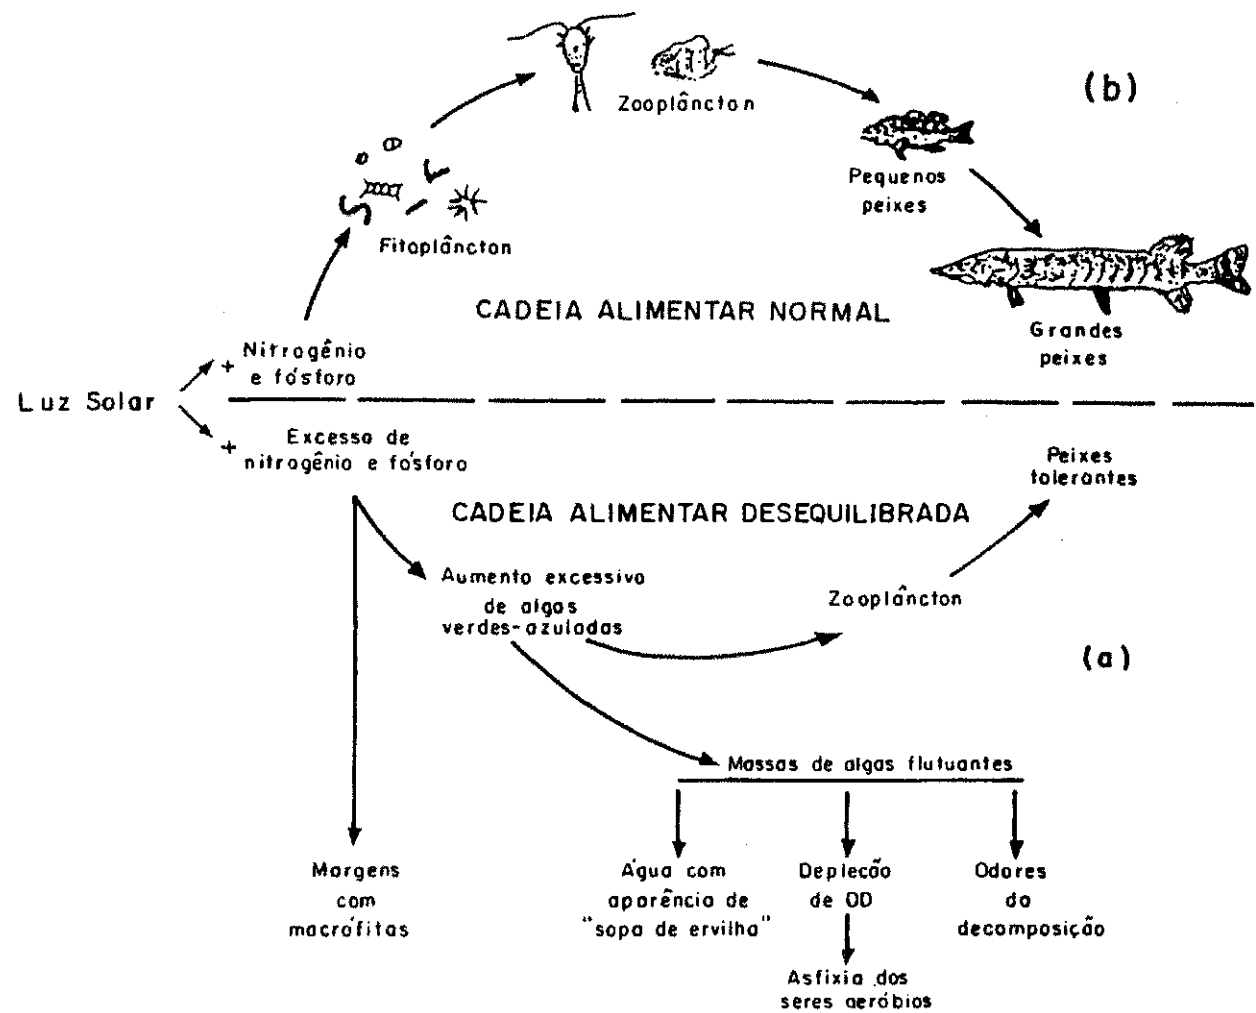 (b)
Zooplâncton
Pequenos
peixes
Fitoplâncton
CADEIA ALIMENTAR NORMAL
Grandes
peixes
Nitrogênio
e fósforo
+
Luz Solar
+
Excesso de
nitrogênio e fósforo
Peixes
tolerantes
CADEIA ALIMENTAR DESEQUILIBRADA
Aumento excessivo
de algas
verdes-azuladas
Zooplâncton
(a)
Massas de algas flutuantes
Margens
com
macrófitas
Água com
aparência de
"sopa de ervilha"
Depleção
de OD
Odores
da
decomposição
Asfixia dos
seres aeróbios